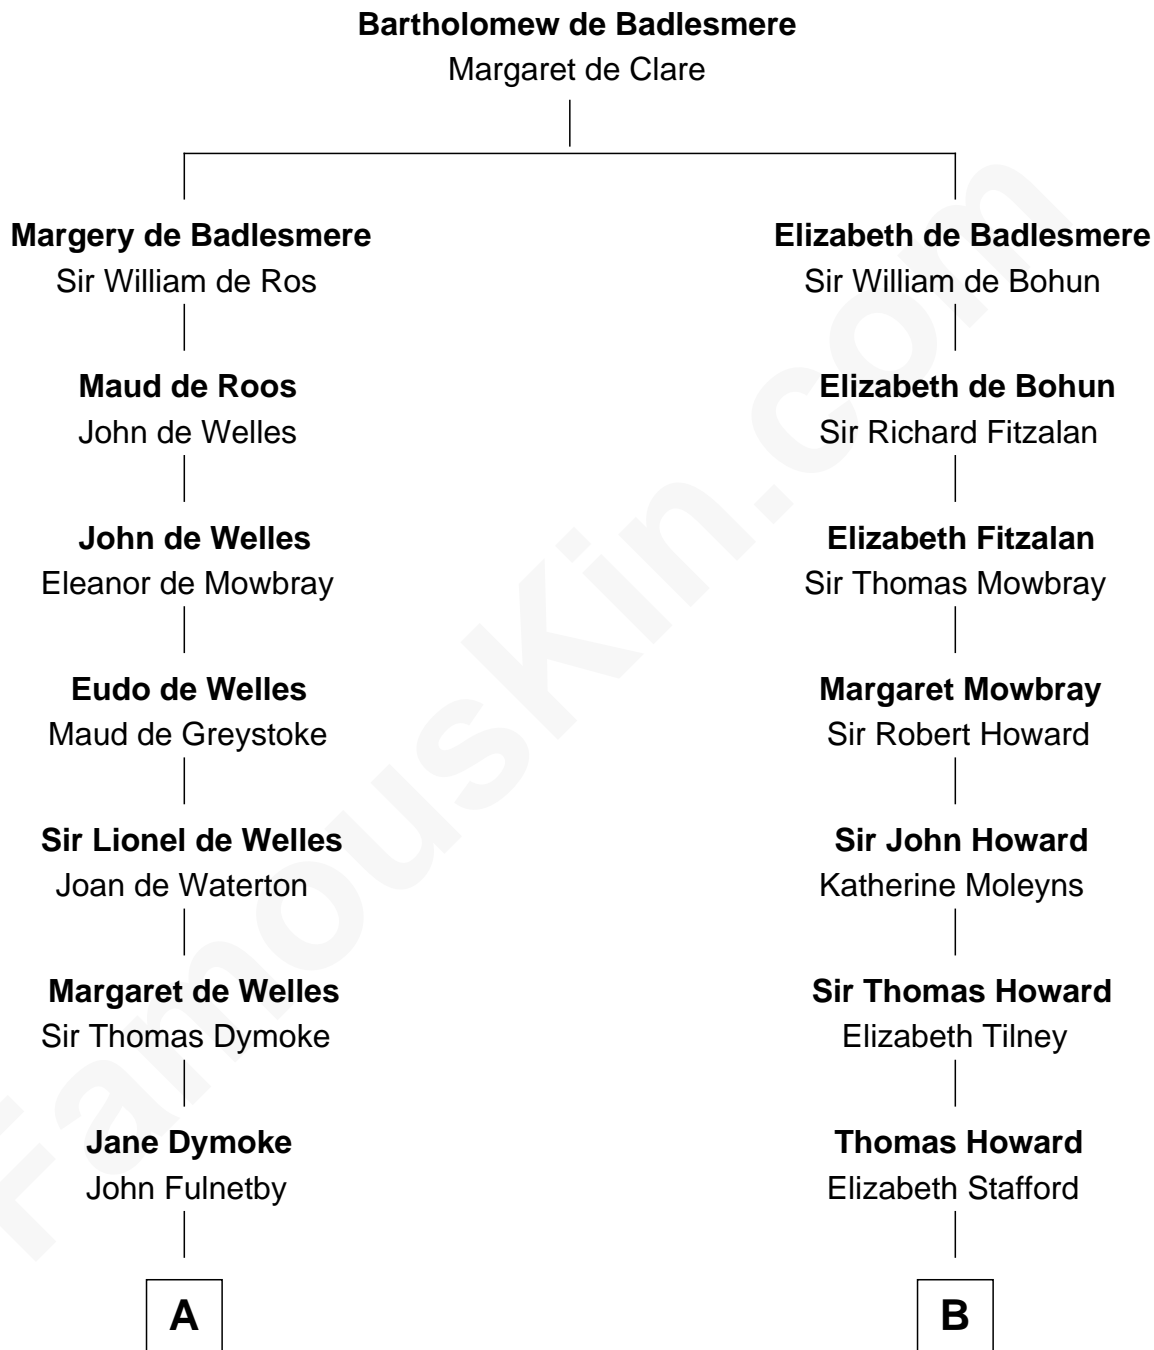 Bartholomew de Badlesmere
Margaret de Clare
Margery de Badlesmere
Sir William de Ros
Elizabeth de Badlesmere
Sir William de Bohun
Maud de Roos
John de Welles
Elizabeth de Bohun
Sir Richard Fitzalan
John de Welles
Eleanor de Mowbray
Elizabeth Fitzalan
Sir Thomas Mowbray
Eudo de Welles
Maud de Greystoke
Margaret Mowbray
Sir Robert Howard
Sir Lionel de Welles
Joan de Waterton
Sir John Howard
Katherine Moleyns
Margaret de Welles
Sir Thomas Dymoke
Sir Thomas Howard
Elizabeth Tilney
Jane Dymoke
John Fulnetby
Thomas Howard
Elizabeth Stafford
A
B
FamousKin.com